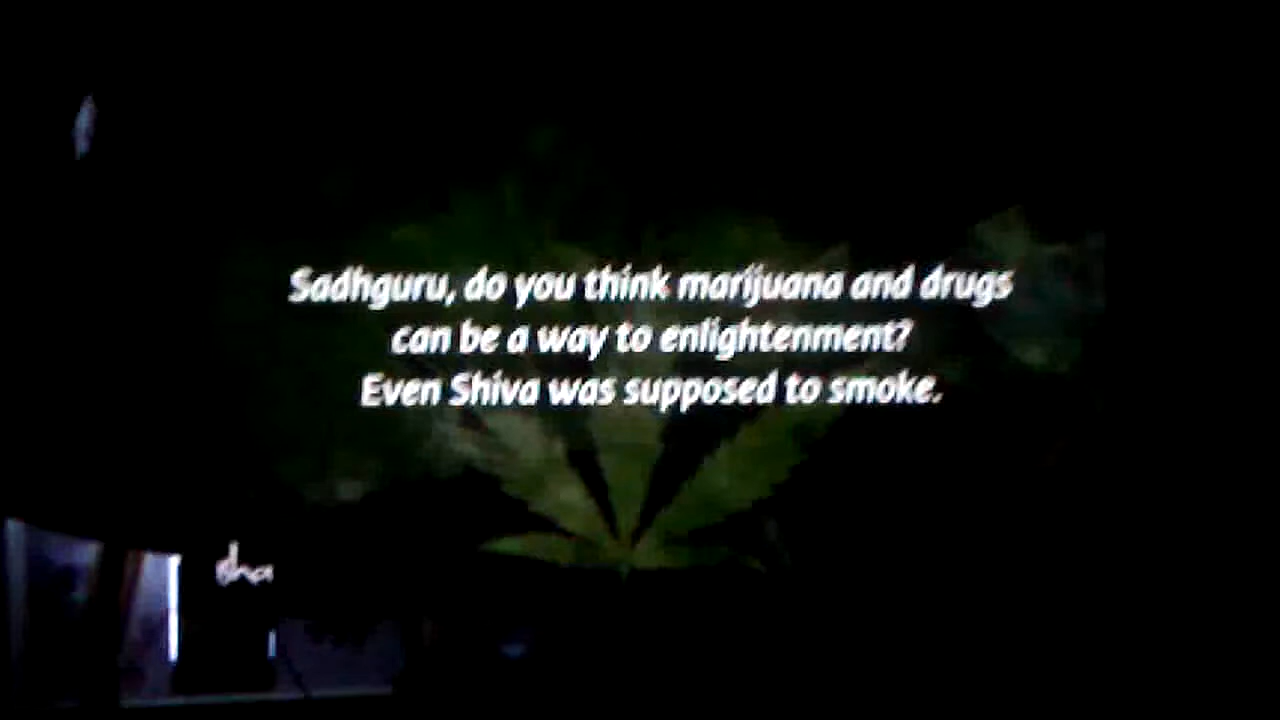 Sadhguru, do you think marijuana and drugs
can be a way to enlightenment?
Even Shiva was supposed to smoke.